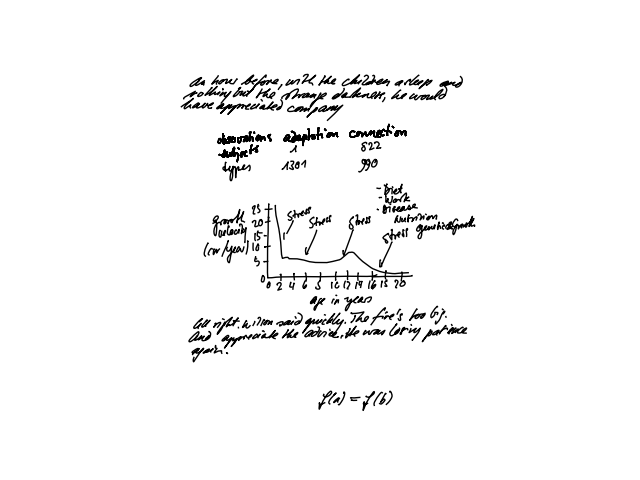 An hour before, with the children asleep and
nothing but the strange darkness, he would
have appreciated company
observations adaptation connection
subjects 1 822
types 1301 990
- Diet
- Work
- Disease
Nutrition
genetic growth
growth
velocity
(cm/year)
25
20
15
10
5
0
Stress
Stress
Stress
Stress
0 2 4 6 8 10 12 14 16 18 20
age in years
All right. Wilson said quickly. The fire's too big.
And appreciate the advice. He was losing patience
again.
f(a) = f(b)